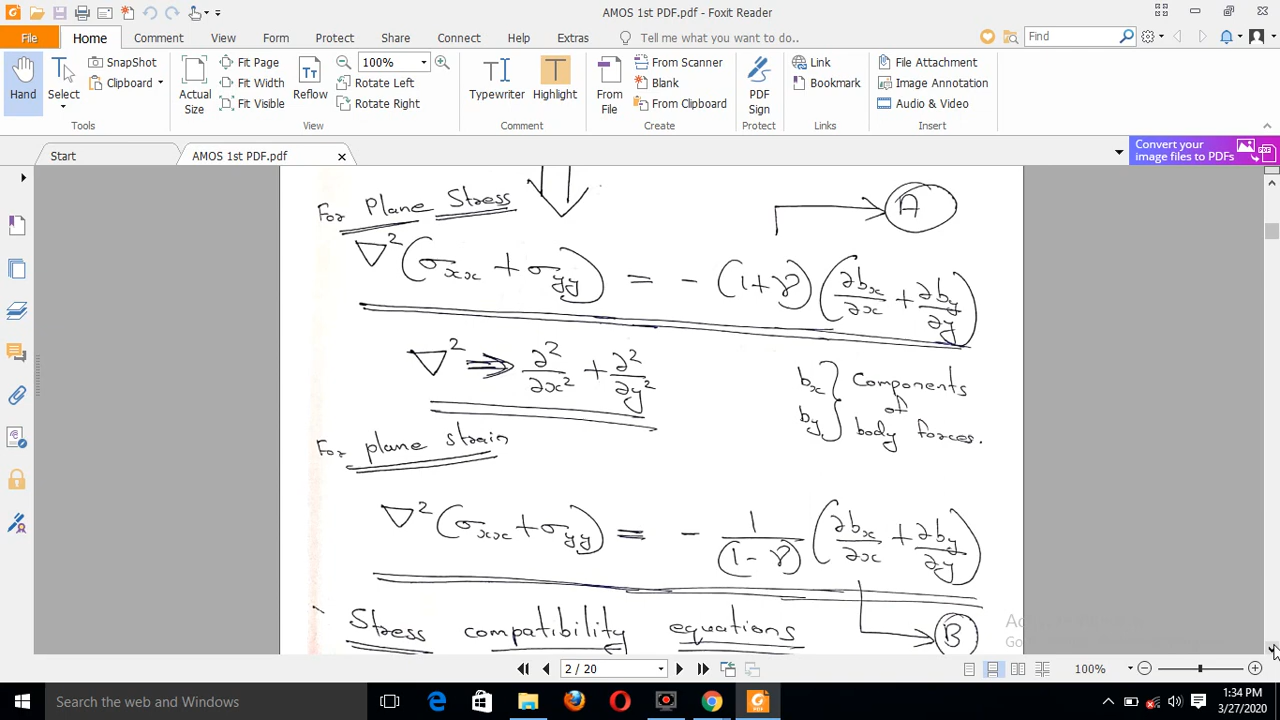 AMOS 1st PDF.pdf - Foxit Reader
File Home Comment View Form Protect Share Connect Help Extras Tell me what you want to do... Find
Hand Select SnapShot Clipboard Actual Size Fit Page Fit Width Fit Visible Reflow 100% Rotate Left Rotate Right Typewriter Highlight From File From Scanner Blank From Clipboard PDF Sign Link Bookmark File Attachment Image Annotation Audio & Video
Tools View Comment Create Protect Links Insert
Start AMOS 1st PDF.pdf Convert your image files to PDFs
For Plane Stress
A
∇² (σxx + σyy) = - (1+γ) (∂bx/∂x + ∂by/∂y)
∇² ⇒ ∂²/∂x² + ∂²/∂y²
bx } Components
of
by } body forces.
For plane strain
∇² (σxx + σyy) = - 1/(1-γ) (∂bx/∂x + ∂by/∂y)
Stress compatibility equations
B
2 / 20 100%
Type here to search 1:34 PM
3/27/2020